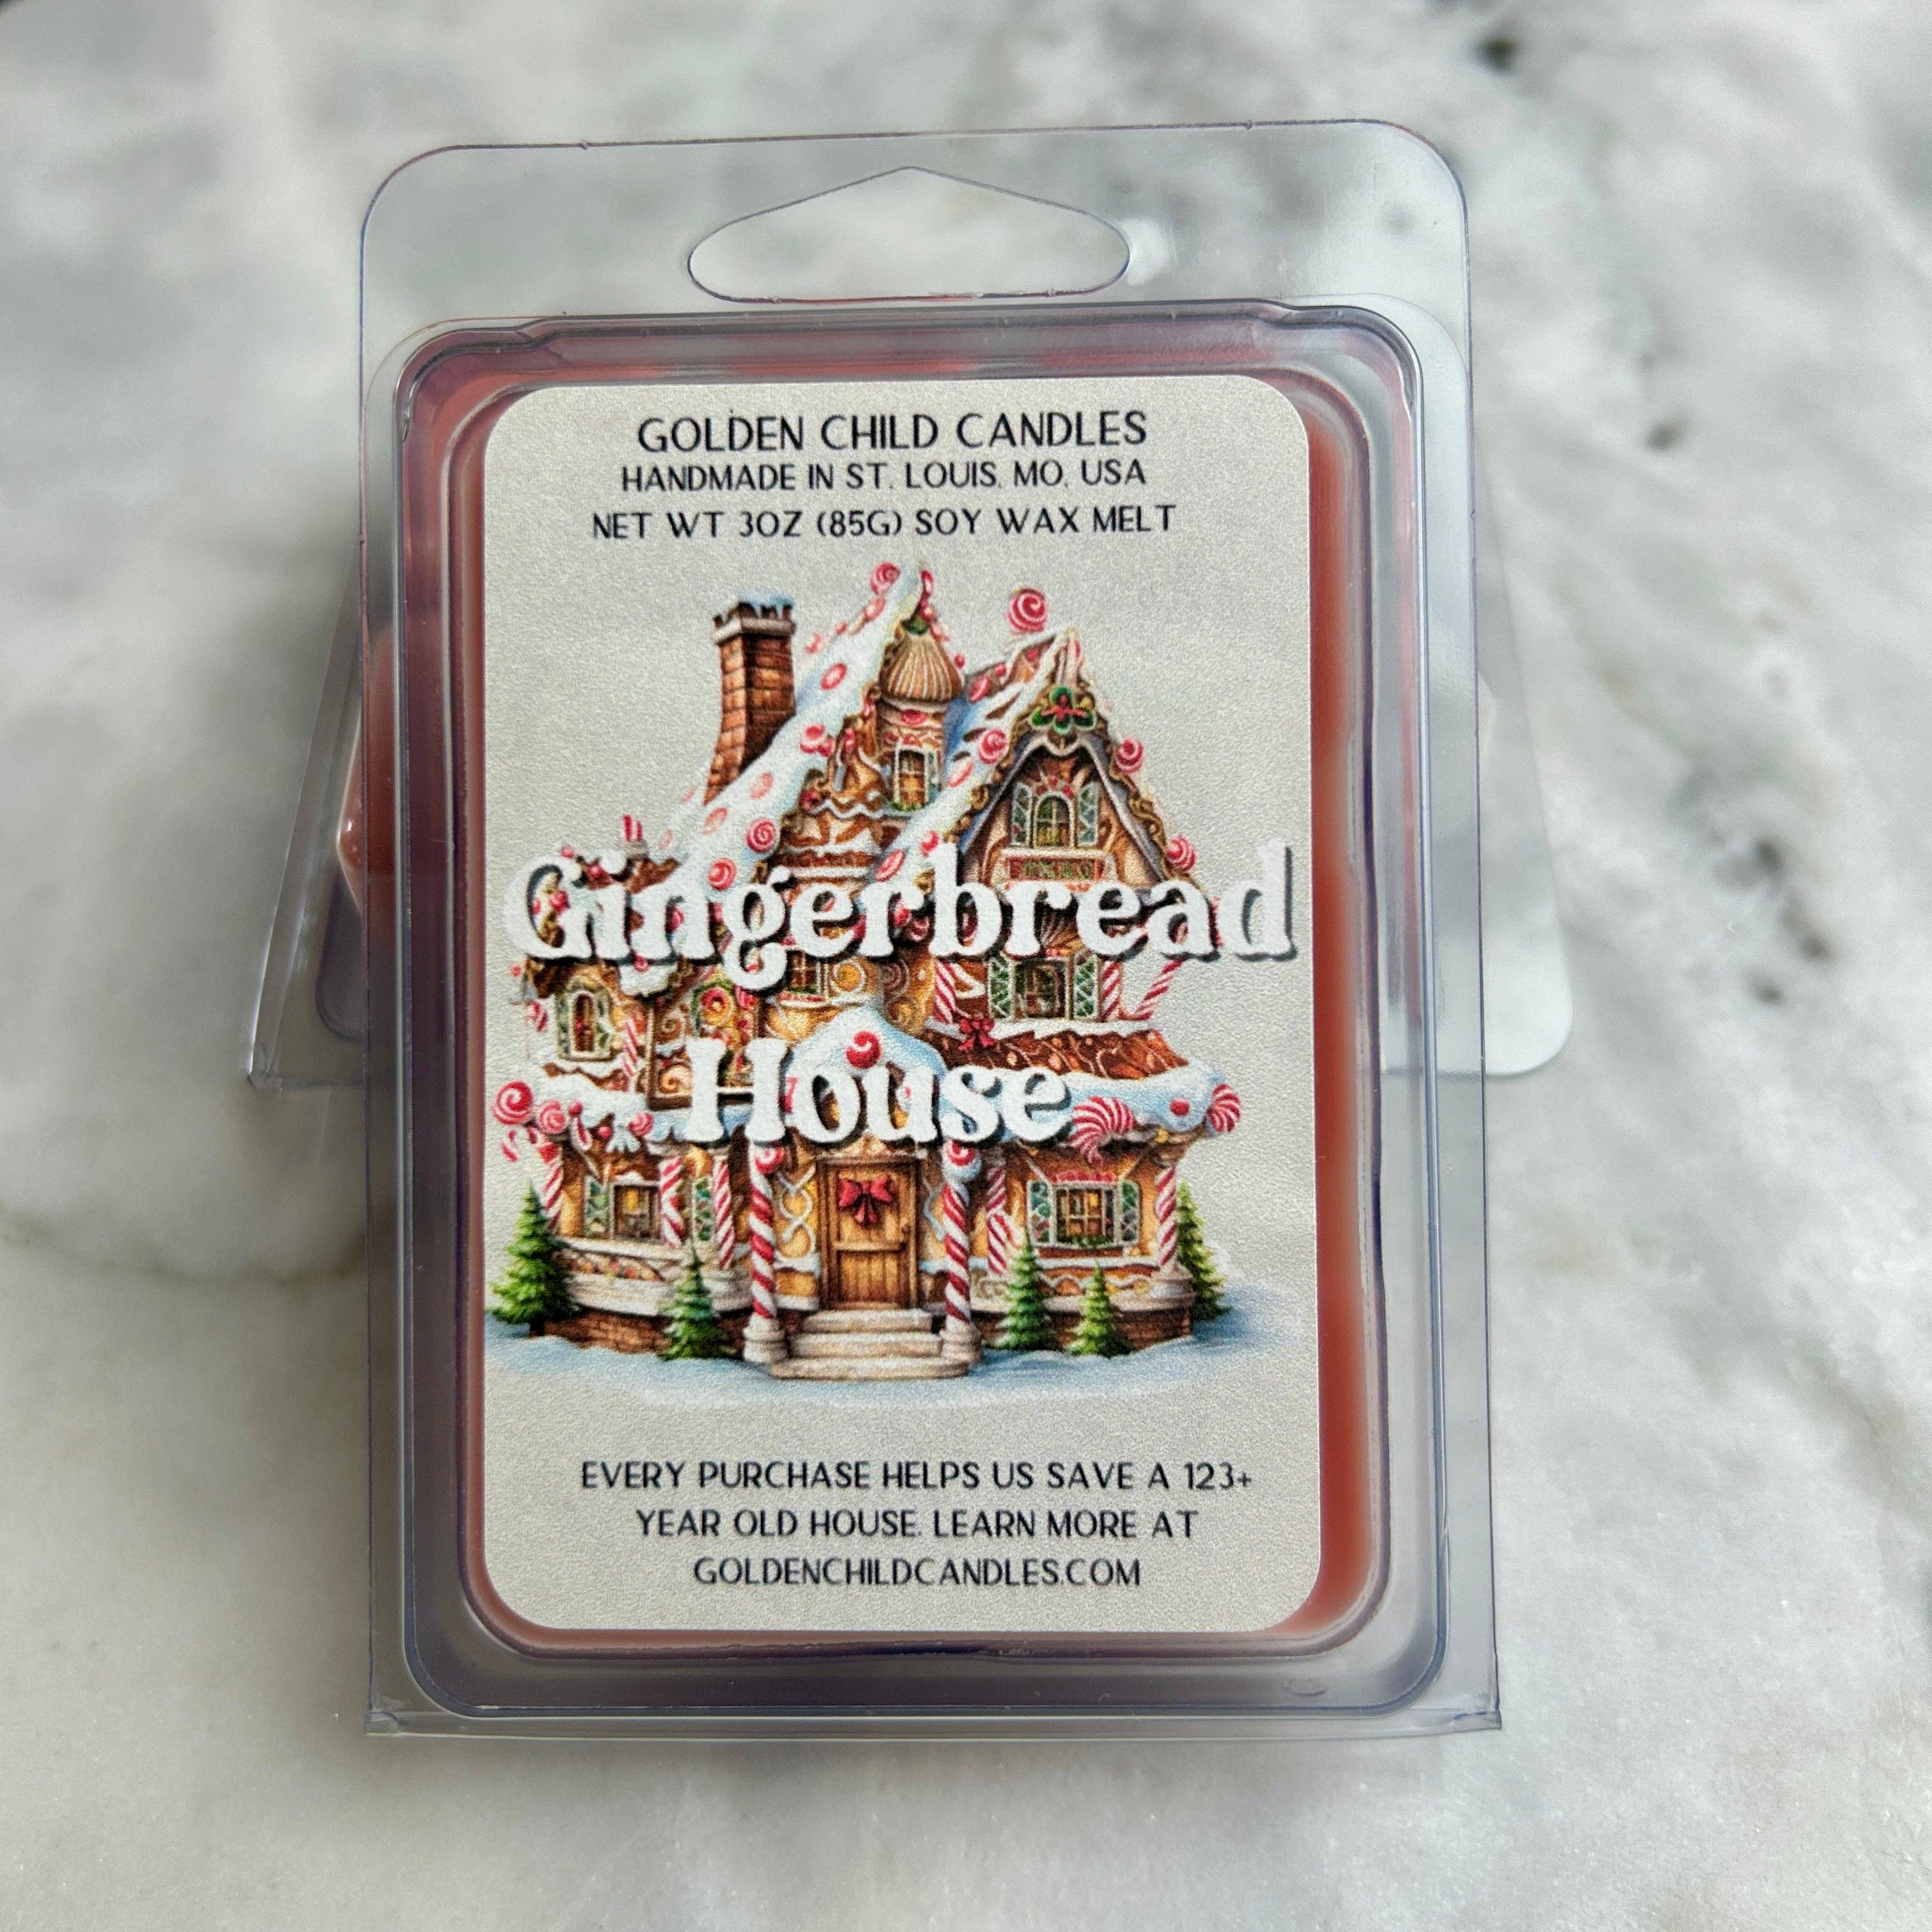 GOLDEN CHILD CANDLES
HANDMADE IN ST. LOUIS, MO, USA
NET WT 3OZ (85G) SOY WAX MELT
Gingerbread
House
EVERY PURCHASE HELPS US SAVE A 123+
YEAR OLD HOUSE. LEARN MORE AT
GOLDENCHILDCANDLES.COM